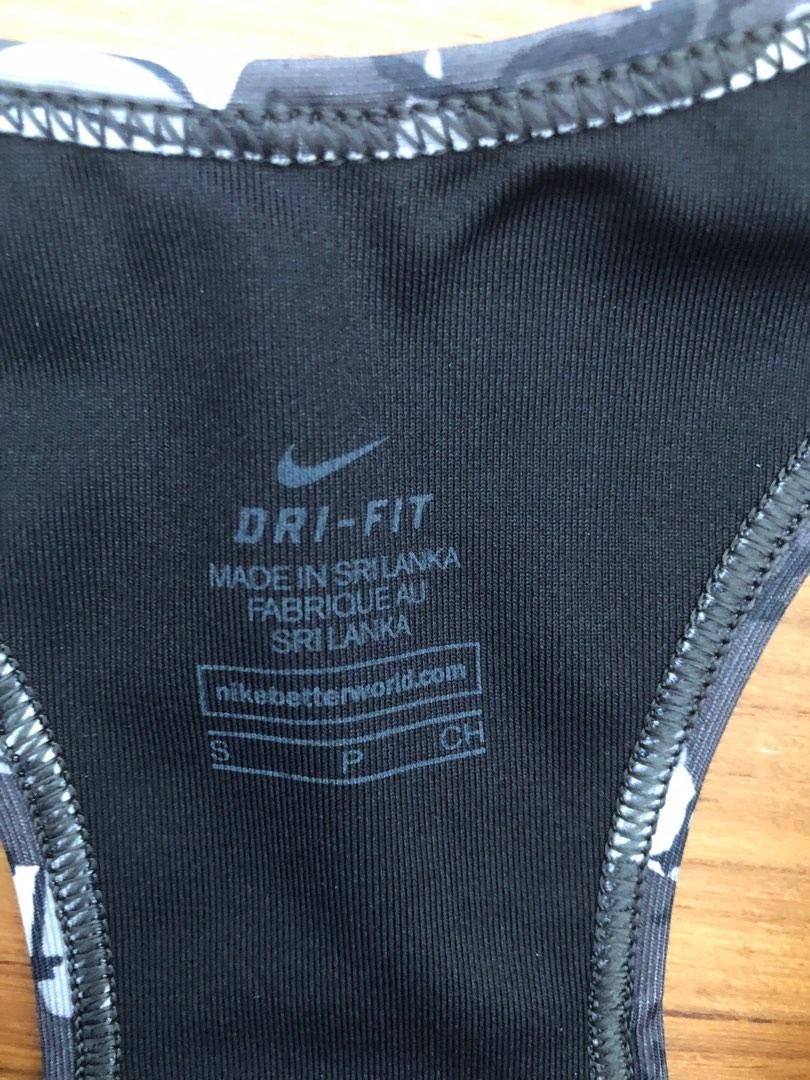 DRI-FIT
MADE IN SRI LANKA
FABRIQUE AU
SRI LANKA
nikebetterworld.com
S P CH